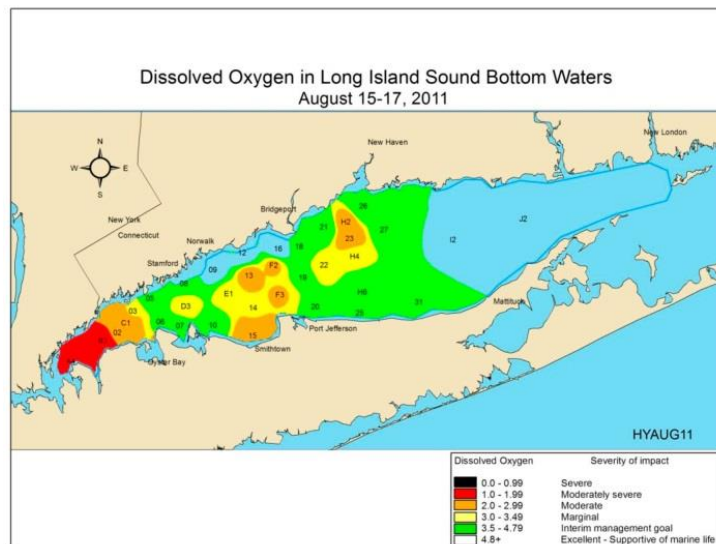 Dissolved Oxygen in Long Island Sound Bottom Waters
August 15-17, 2011
New London
New Haven
N
W E
S
Bridgeport
New York
Connecticut
Norwalk
Stamford
26
H2
21
27
23
J2
I2
18
12
16
H4
22
09
F2
13
19
08
E1
F3
05
D3
14
H6
03
C1
20
25
31
02
06
07
10
15
Mattituck
Port Jefferson
Smithtown
Oyster Bay
HYAUG11
Dissolved Oxygen Severity of impact
0.0 - 0.99 Severe
1.0 - 1.99 Moderately severe
2.0 - 2.99 Moderate
3.0 - 3.49 Marginal
3.5 - 4.79 Interim management goal
4.8+ Excellent - Supportive of marine life